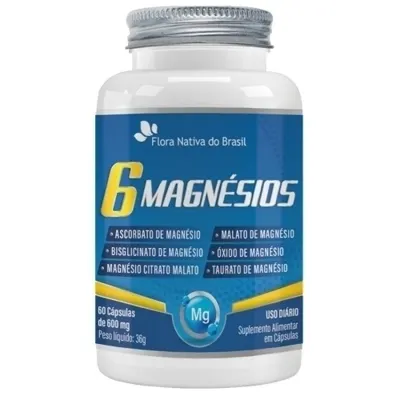 Flora Nativa do Brasil
6 MAGNÉSIOS
• ASCORBATO DE MAGNÉSIO
• MALATO DE MAGNÉSIO
• BISGLICINATO DE MAGNÉSIO
• ÓXIDO DE MAGNÉSIO
• MAGNÉSIO CITRATO MALATO
• TAURATO DE MAGNÉSIO
60 Cápsulas
de 600 mg
Peso líquido: 36g
Mg
USO DIÁRIO
Suplemento Alimentar
em Cápsulas